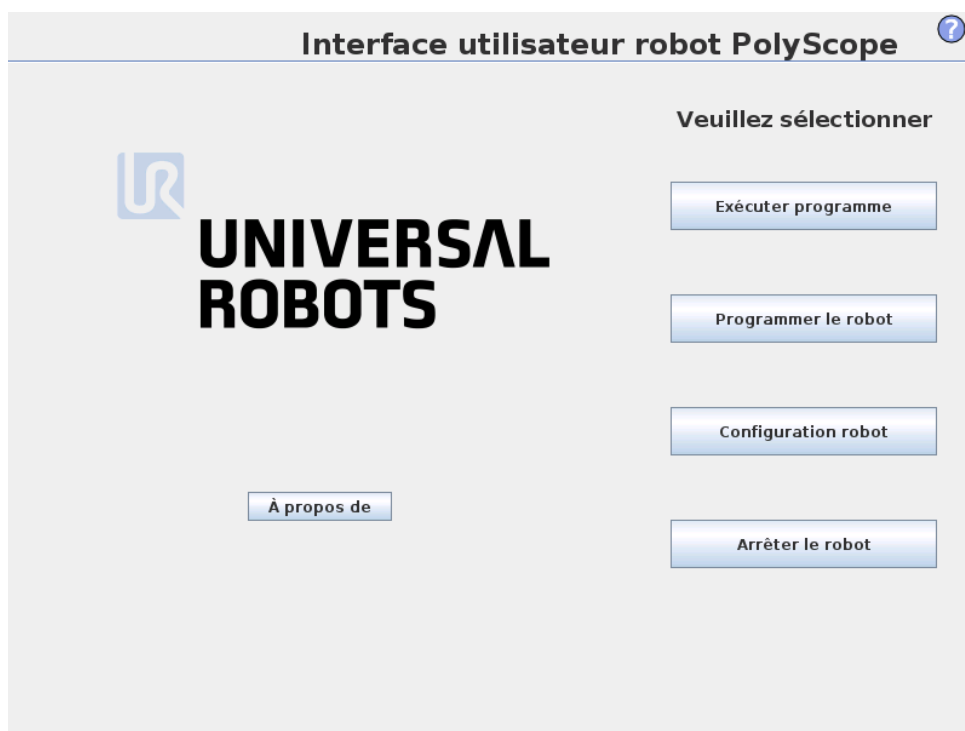 Interface utilisateur robot PolyScope
?
Veuillez sélectionner
UR
UNIVERSAL
ROBOTS
Exécuter programme
Programmer le robot
Configuration robot
À propos de
Arrêter le robot